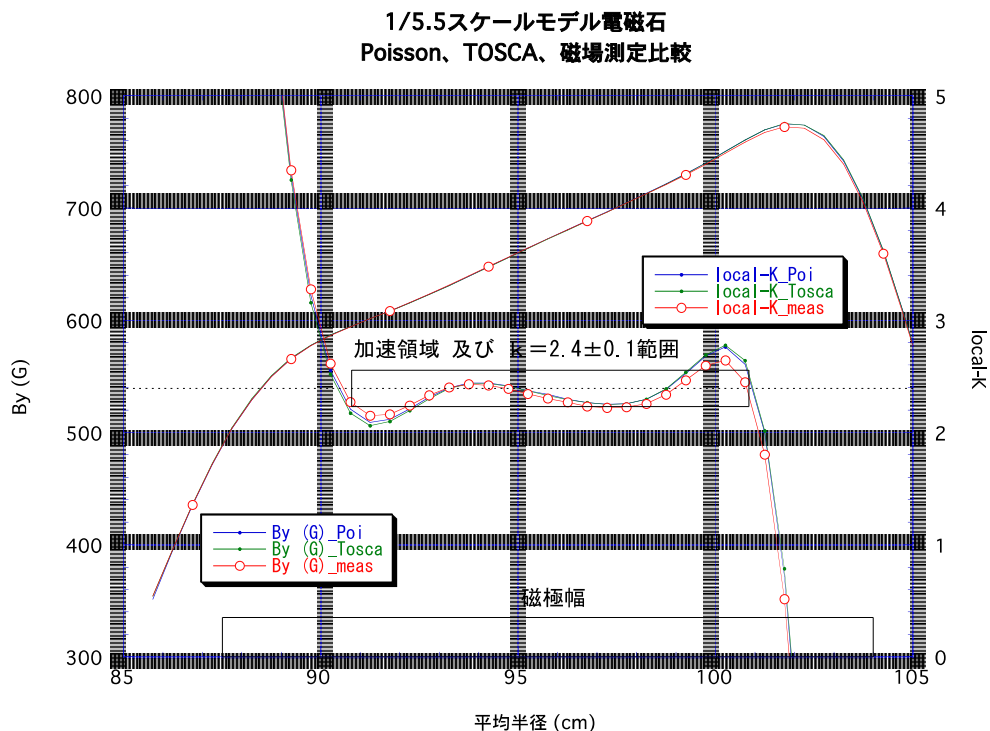 1/5.5スケールモデル電磁石
Poisson、TOSCA、磁場測定比較
800
700
600
500
400
300
By (G)
5
4
3
2
1
0
local-K
local-K_Poi
local-K_Tosca
local-K_meas
加速領域 及び k=2.4±0.1範囲
By (G)_Poi
By (G)_Tosca
By (G)_meas
磁極幅
85
90
95
100
105
平均半径 (cm)